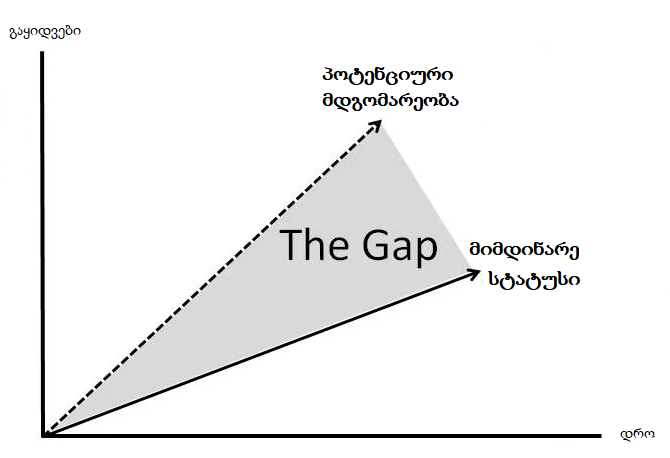 გაყიდვები
პოტენციური
მდგომარეობა
The Gap
მიმდინარე
სტატუსი
დრო